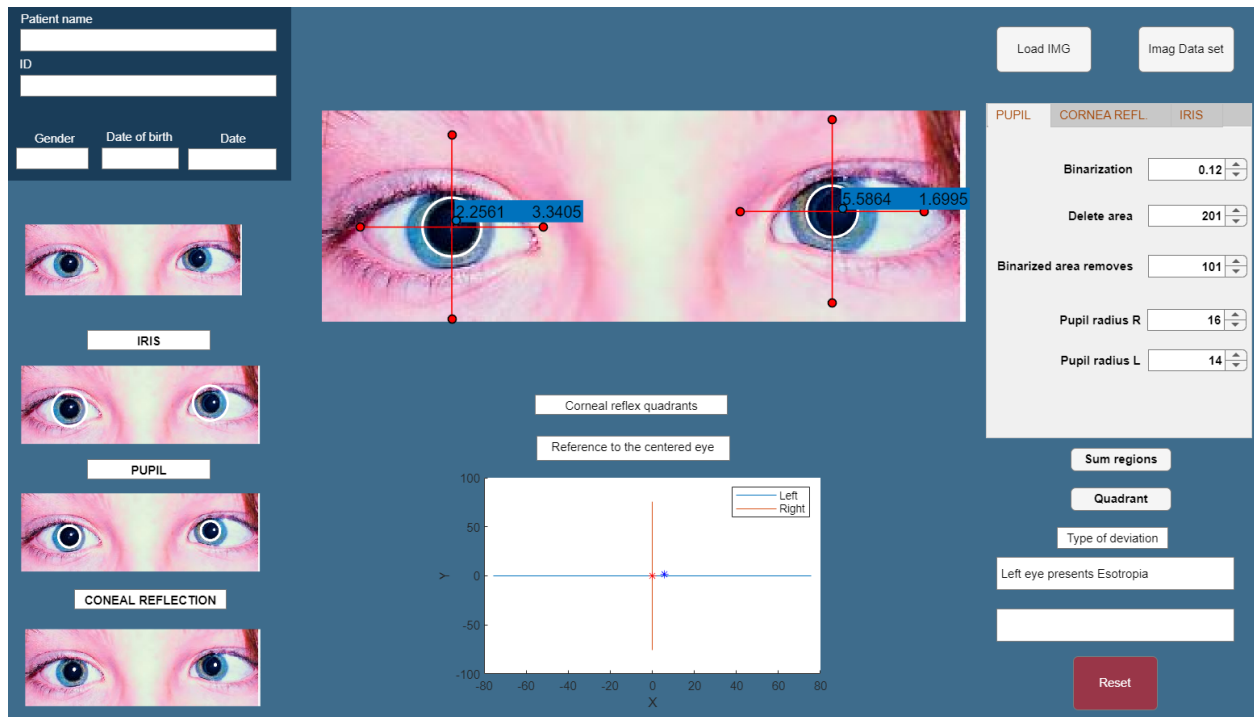 Patient name
ID
Gender Date of birth Date
Load IMG Imag Data set
2.2561 3.3405
5.5864 1.6995
PUPIL CORNEA REFL. IRIS
Binarization 0.12
Delete area 201
Binarized area removes 101
Pupil radius R 16
Pupil radius L 14
IRIS
PUPIL
CONEAL REFLECTION
Corneal reflex quadrants
Reference to the centered eye
Left
Right
100
50
0
-50
-100
Y
-80 -60 -40 -20 0 20 40 60 80
X
Sum regions
Quadrant
Type of deviation
Left eye presents Esotropia
Reset